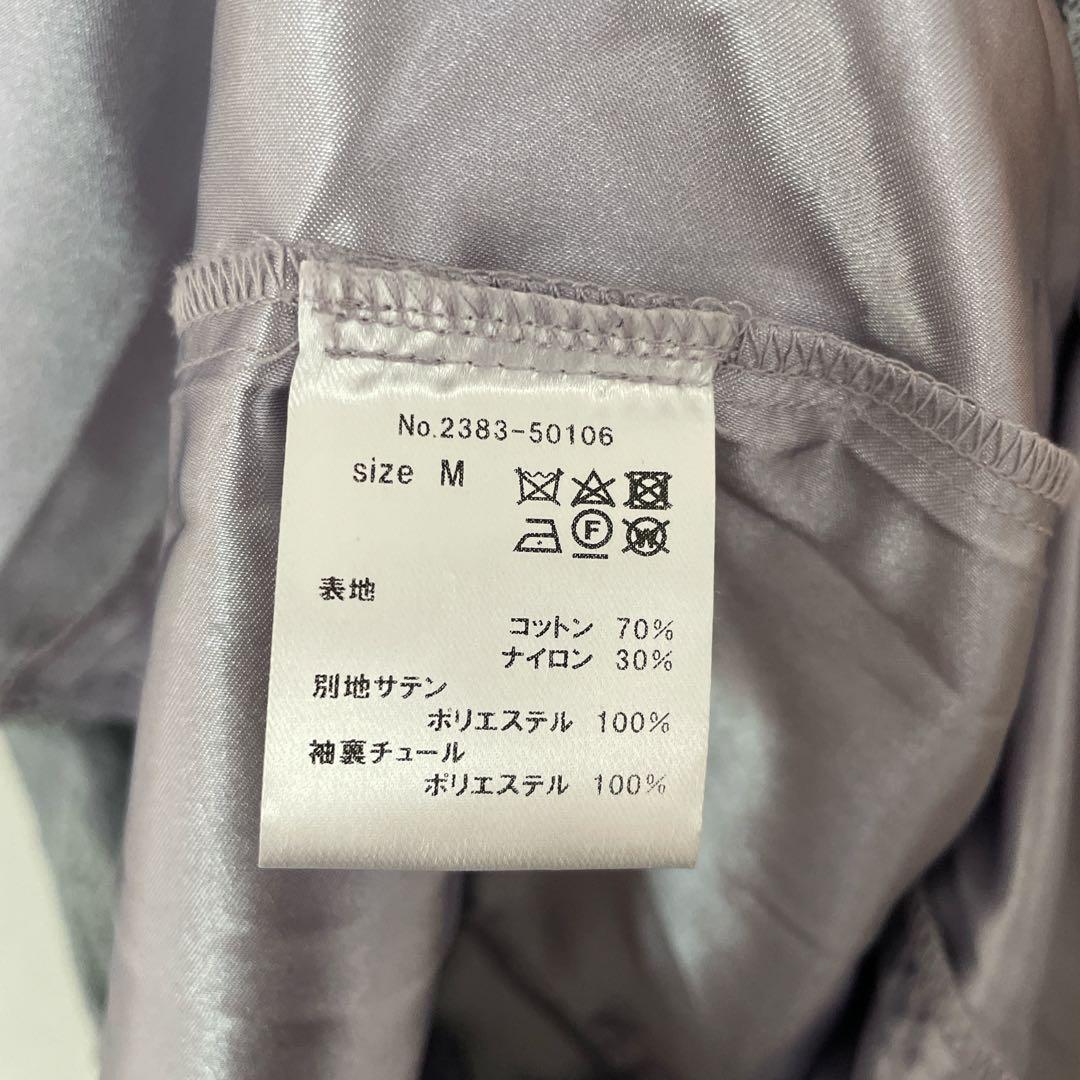 No.2383-50106
size M
F
W
表地
コットン 70%
ナイロン 30%
別地サテン
ポリエステル 100%
袖裏チュール
ポリエステル 100%